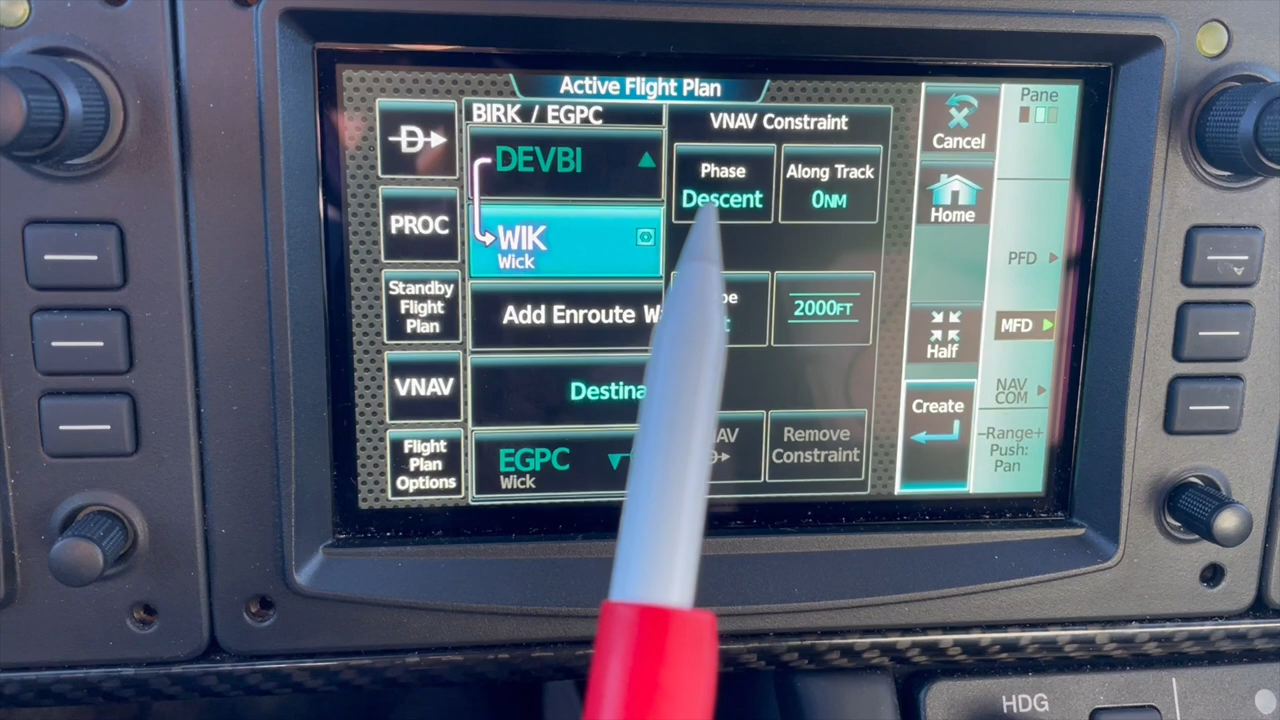 Active Flight Plan
BIRK / EGPC
DEVBI
WIK
Wick
Add Enroute
Destina
EGPC
Wick
D
PROC
Standby
Flight
Plan
VNAV
Flight
Plan
Options
VNAV Constraint
Phase
Descent
Along Track
0NM
2000FT
Remove
Constraint
Cancel
Home
Half
Create
Pane
PFD
MFD
NAV
COM
–Range+
Push:
Pan
HDG